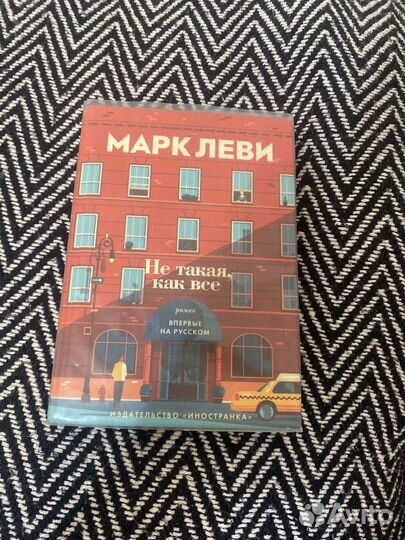 МАРК ЛЕВИ
Не такая,
как все
роман
ВПЕРВЫЕ
НА РУССКОМ
ИЗДАТЕЛЬСТВО «ИНОСТРАНКА»
Avito